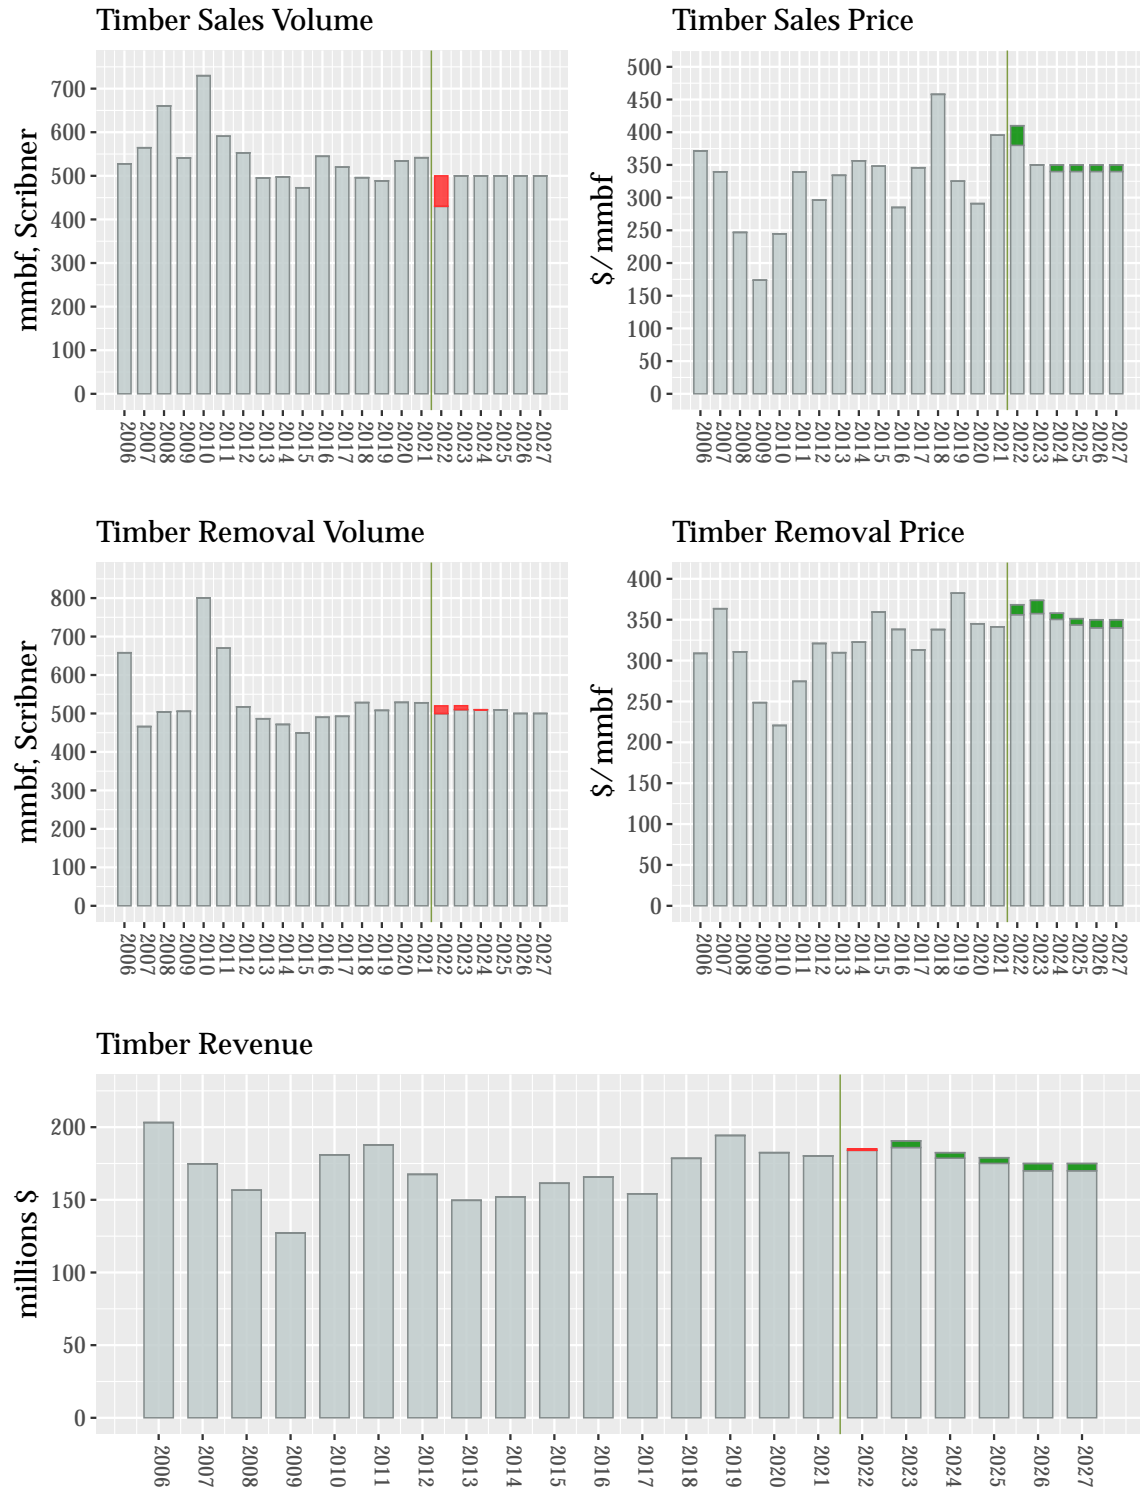 Timber Sales Volume
mmbf, Scribner
700
600
500
400
300
200
100
0
2006 2007 2008 2009 2010 2011 2012 2013 2014 2015 2016 2017 2018 2019 2020 2021 2022 2023 2024 2025 2026 2027
Timber Sales Price
$/mmbf
500
450
400
350
300
250
200
150
100
50
0
2006 2007 2008 2009 2010 2011 2012 2013 2014 2015 2016 2017 2018 2019 2020 2021 2022 2023 2024 2025 2026 2027
Timber Removal Volume
mmbf, Scribner
800
700
600
500
400
300
200
100
0
2006 2007 2008 2009 2010 2011 2012 2013 2014 2015 2016 2017 2018 2019 2020 2021 2022 2023 2024 2025 2026 2027
Timber Removal Price
$/mmbf
400
350
300
250
200
150
100
50
0
2006 2007 2008 2009 2010 2011 2012 2013 2014 2015 2016 2017 2018 2019 2020 2021 2022 2023 2024 2025 2026 2027
Timber Revenue
millions $
200
150
100
50
0
2006 2007 2008 2009 2010 2011 2012 2013 2014 2015 2016 2017 2018 2019 2020 2021 2022 2023 2024 2025 2026 2027